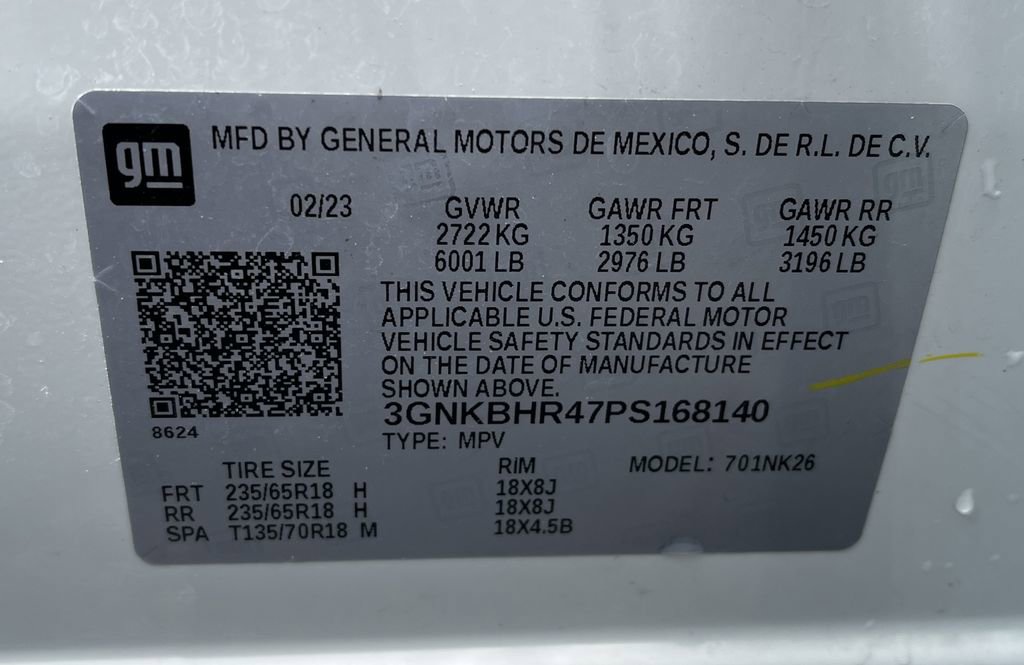 gm
MFD BY GENERAL MOTORS DE MEXICO, S. DE R.L. DE C.V.
02/23 GVWR GAWR FRT GAWR RR
2722 KG 1350 KG 1450 KG
6001 LB 2976 LB 3196 LB
THIS VEHICLE CONFORMS TO ALL
APPLICABLE U.S. FEDERAL MOTOR
VEHICLE SAFETY STANDARDS IN EFFECT
ON THE DATE OF MANUFACTURE
SHOWN ABOVE.
3GNKBHR47PS168140
8624
TYPE: MPV
TIRE SIZE RIM MODEL: 701NK26
FRT 235/65R18 H 18X8J
RR 235/65R18 H 18X8J
SPA T135/70R18 M 18X4.5B